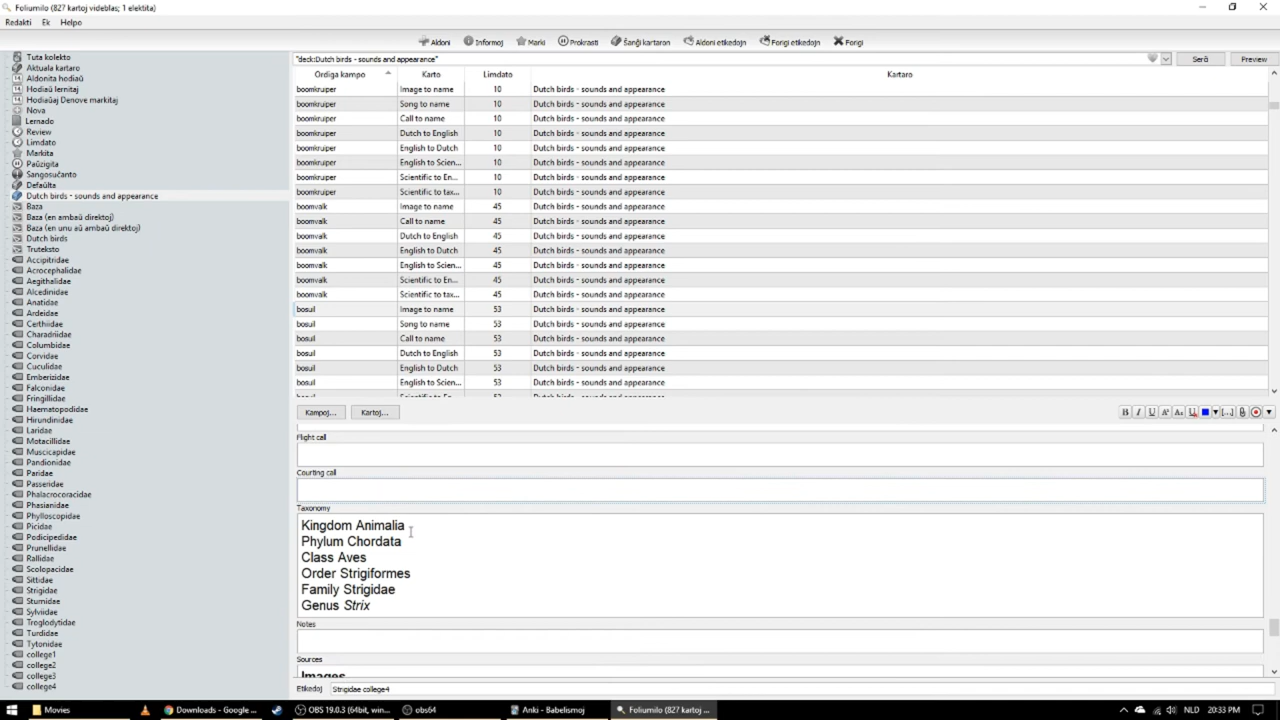 Foliumilo (827 kartoj videblas; 1 elektita)
Redakti Ek Helpo
Aldoni Informoj Marki Prokrasti Ŝanĝi kartaron Aldoni etikedojn Forigi etikedojn Forigi
Tuta kolekto
Aktuala kartaro
Aldonita hodiaŭ
Hodiaŭ lernitaj
Hodiaŭaj Denove markitaj
Nova
Lernado
Review
Limdato
Markita
Paŭzigita
Sangosuĉanto
Defaŭlta
Dutch birds - sounds and appearance
Baza
Baza (en ambaŭ direktoj)
Baza (en unu aŭ ambaŭ direktoj)
Dutch birds
Truteksto
Accipitridae
Acrocephalidae
Aegithalidae
Alcedinidae
Anatidae
Ardeidae
Certhiidae
Charadriidae
Columbidae
Corvidae
Cuculidae
Emberizidae
Falconidae
Fringillidae
Haematopodidae
Hirundinidae
Laridae
Motacillidae
Muscicapidae
Pandionidae
Paridae
Passeridae
Phalacrocoracidae
Phasianidae
Phylloscopidae
Picidae
Podicipedidae
Prunellidae
Rallidae
Scolopacidae
Sittidae
Strigidae
Sturnidae
Sylviidae
Troglodytidae
Turdidae
Tytonidae
college1
college2
college3
college4
"deck:Dutch birds - sounds and appearance" Serĉi Preview
Ordiga kampo Karto Limdato Kartaro
boomkruiper Image to name 10 Dutch birds - sounds and appearance
boomkruiper Song to name 10 Dutch birds - sounds and appearance
boomkruiper Call to name 10 Dutch birds - sounds and appearance
boomkruiper Dutch to English 10 Dutch birds - sounds and appearance
boomkruiper English to Dutch 10 Dutch birds - sounds and appearance
boomkruiper English to Scien... 10 Dutch birds - sounds and appearance
boomkruiper Scientific to En... 10 Dutch birds - sounds and appearance
boomkruiper Scientific to tax... 10 Dutch birds - sounds and appearance
boomvalk Image to name 45 Dutch birds - sounds and appearance
boomvalk Call to name 45 Dutch birds - sounds and appearance
boomvalk Dutch to English 45 Dutch birds - sounds and appearance
boomvalk English to Dutch 45 Dutch birds - sounds and appearance
boomvalk English to Scien... 45 Dutch birds - sounds and appearance
boomvalk Scientific to En... 45 Dutch birds - sounds and appearance
boomvalk Scientific to tax... 45 Dutch birds - sounds and appearance
bosuil Image to name 53 Dutch birds - sounds and appearance
bosuil Song to name 53 Dutch birds - sounds and appearance
bosuil Call to name 53 Dutch birds - sounds and appearance
bosuil Dutch to English 53 Dutch birds - sounds and appearance
bosuil English to Dutch 53 Dutch birds - sounds and appearance
bosuil English to Scien... 53 Dutch birds - sounds and appearance
Kampoj... Kartoj...
Flight call
Courting call
Taxonomy
Kingdom Animalia
Phylum Chordata
Class Aves
Order Strigiformes
Family Strigidae
Genus Strix
Notes
Sources
Images
Etikedoj Strigidae college4
Movies Downloads - Google ... OBS 19.0.3 (64bit, win... obs64 Anki - Babelismoj Foliumilo (827 kartoj ... NLD 20:33 PM